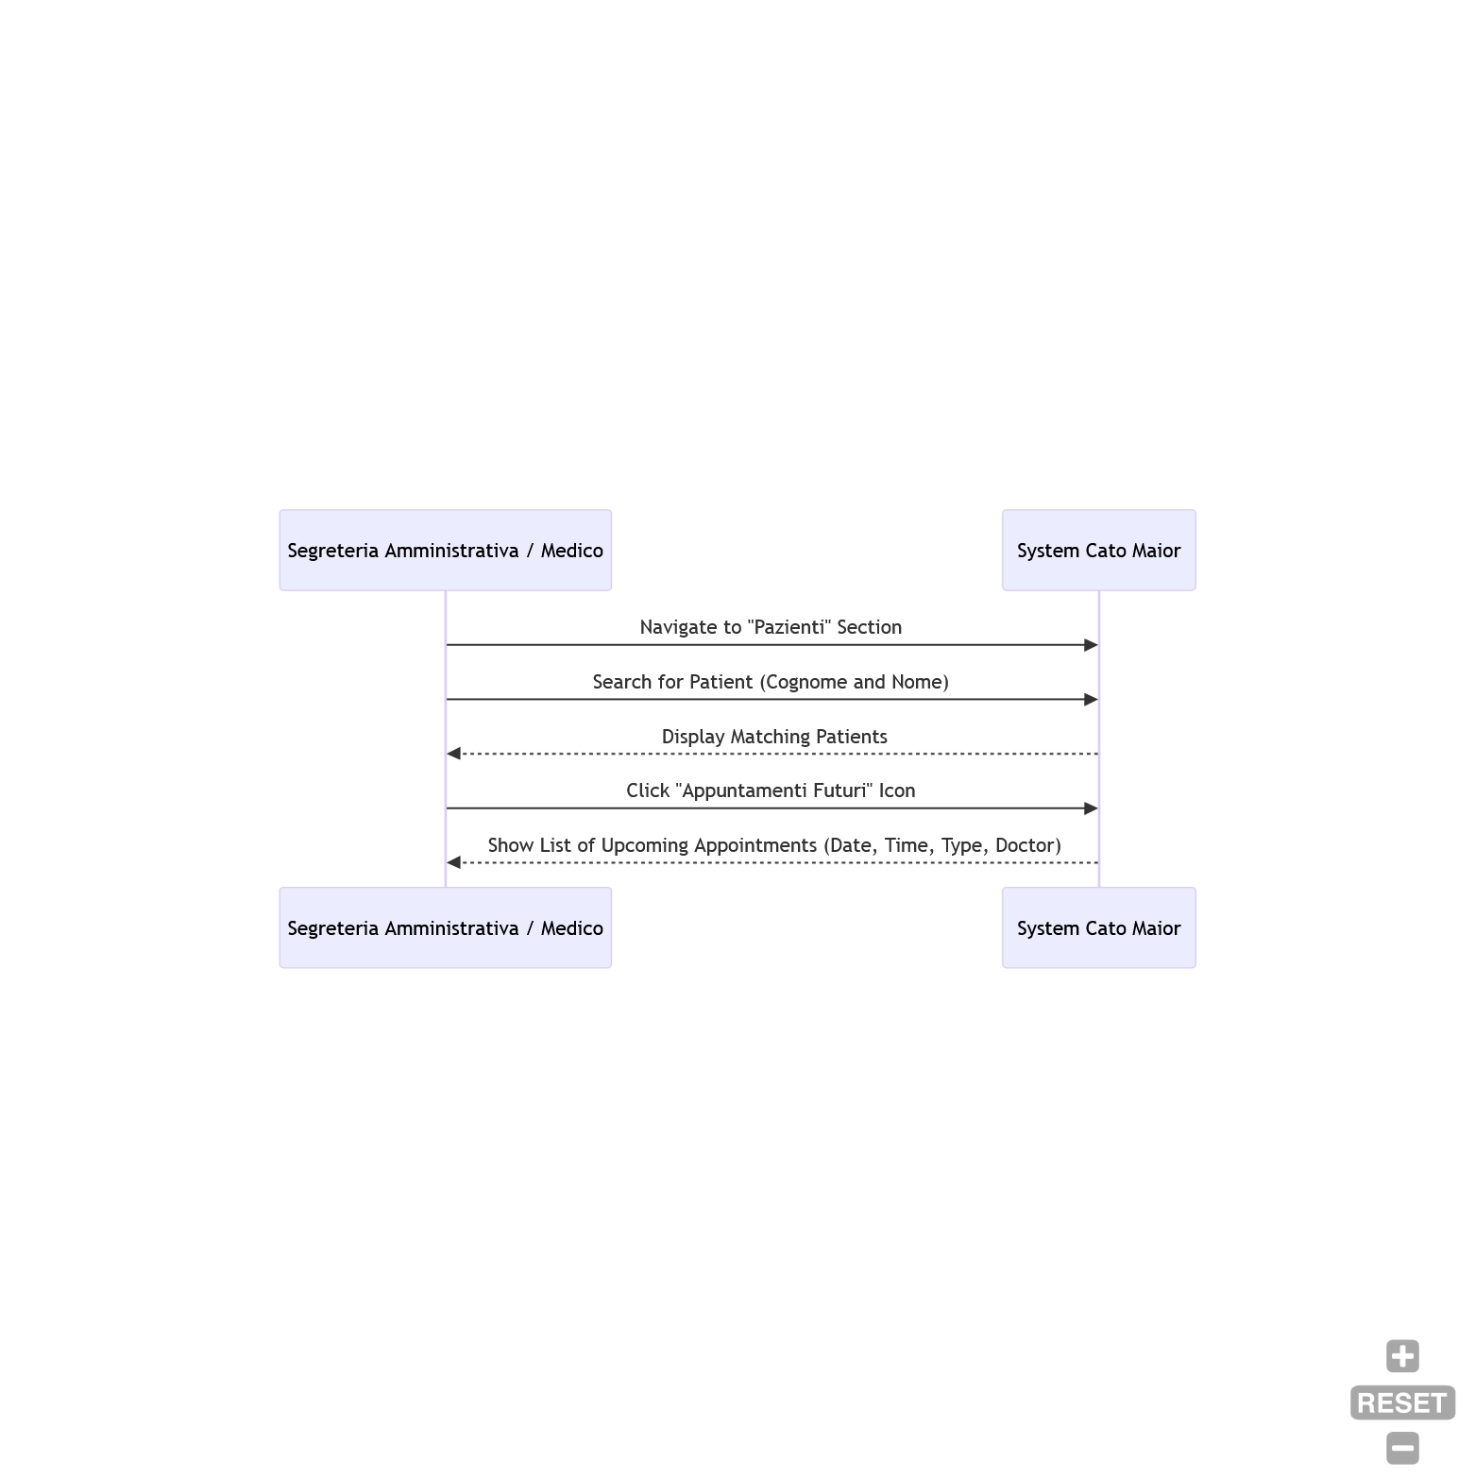 Segreteria Amministrativa / Medico
System Cato Maior
Navigate to "Pazienti" Section
Search for Patient (Cognome and Nome)
Display Matching Patients
Click "Appuntamenti Futuri" Icon
Show List of Upcoming Appointments (Date, Time, Type, Doctor)
Segreteria Amministrativa / Medico
System Cato Maior
RESET